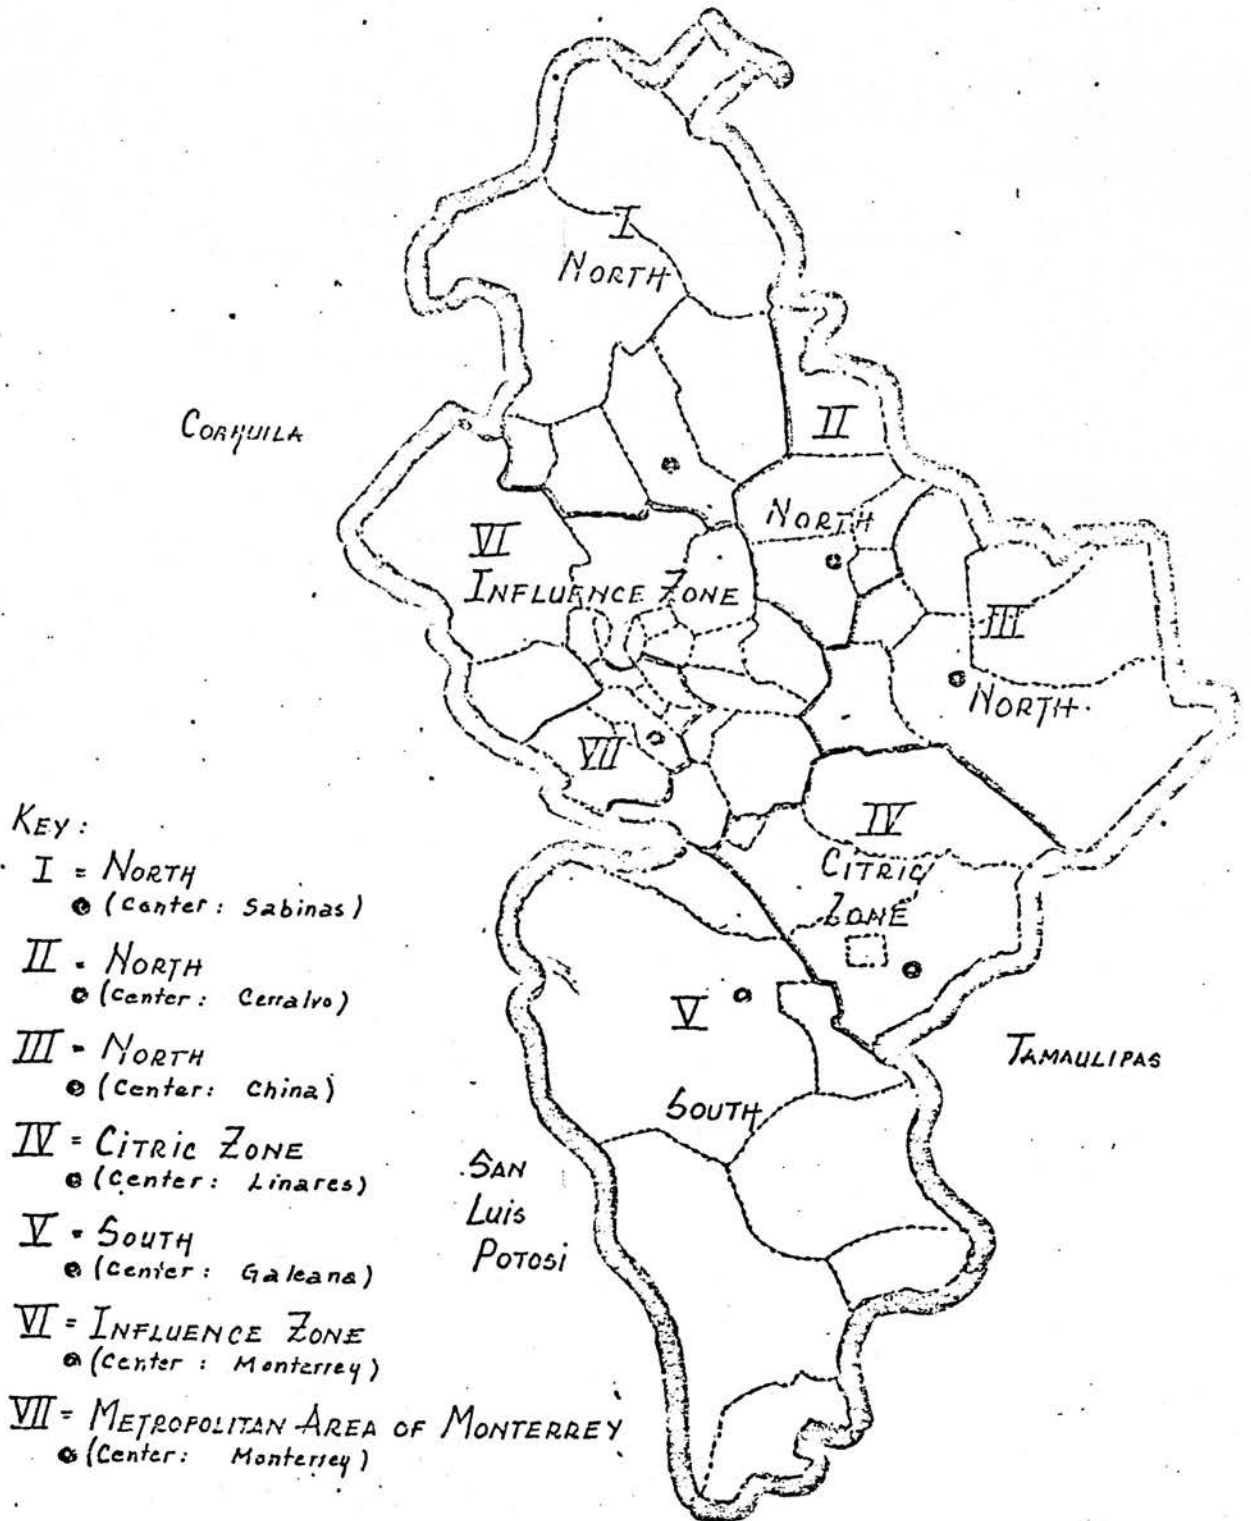 I
NORTH
COAHUILA
II
NORTH
VI
INFLUENCE ZONE
III
NORTH
VII
IV
CITRIC
ZONE
V
SOUTH
TAMAULIPAS
SAN
LUIS
POTOSI
KEY:
I = NORTH
(Center: Sabinas)
II - NORTH
(Center: Cerralvo)
III - NORTH
(Center: China)
IV = CITRIC ZONE
(Center: Linares)
V - SOUTH
(Center: Galeana)
VI = INFLUENCE ZONE
(Center: Monterrey)
VII = METROPOLITAN AREA OF MONTERREY
(Center: Monterrey)